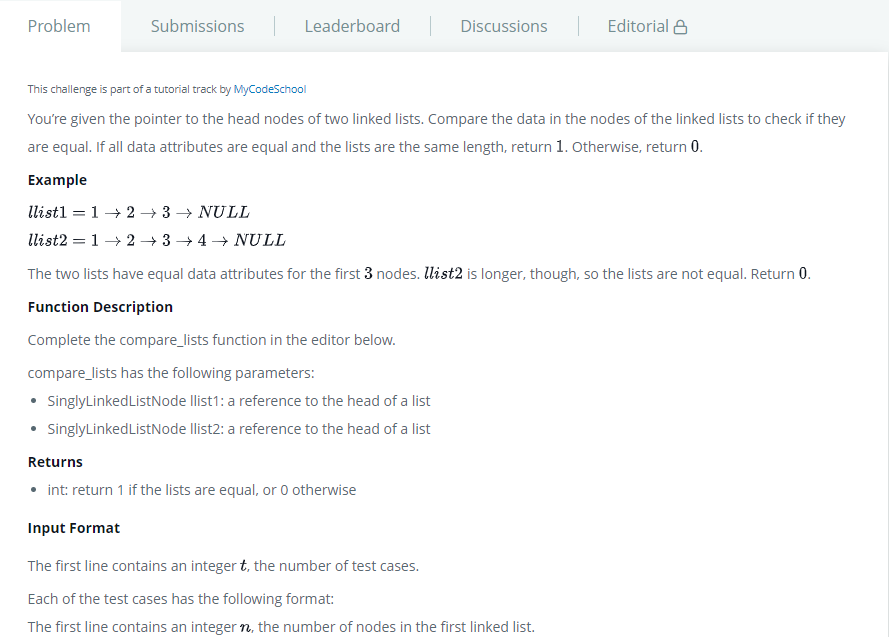 Problem
Submissions
Leaderboard
Discussions
Editorial
This challenge is part of a tutorial track by MyCodeSchool
You’re given the pointer to the head nodes of two linked lists. Compare the data in the nodes of the linked lists to check if they
are equal. If all data attributes are equal and the lists are the same length, return 1. Otherwise, return 0.
Example
llist1 = 1 → 2 → 3 → NULL
llist2 = 1 → 2 → 3 → 4 → NULL
The two lists have equal data attributes for the first 3 nodes. llist2 is longer, though, so the lists are not equal. Return 0.
Function Description
Complete the compare_lists function in the editor below.
compare_lists has the following parameters:
• SinglyLinkedListNode llist1: a reference to the head of a list
• SinglyLinkedListNode llist2: a reference to the head of a list
Returns
• int: return 1 if the lists are equal, or 0 otherwise
Input Format
The first line contains an integer t, the number of test cases.
Each of the test cases has the following format:
The first line contains an integer n, the number of nodes in the first linked list.